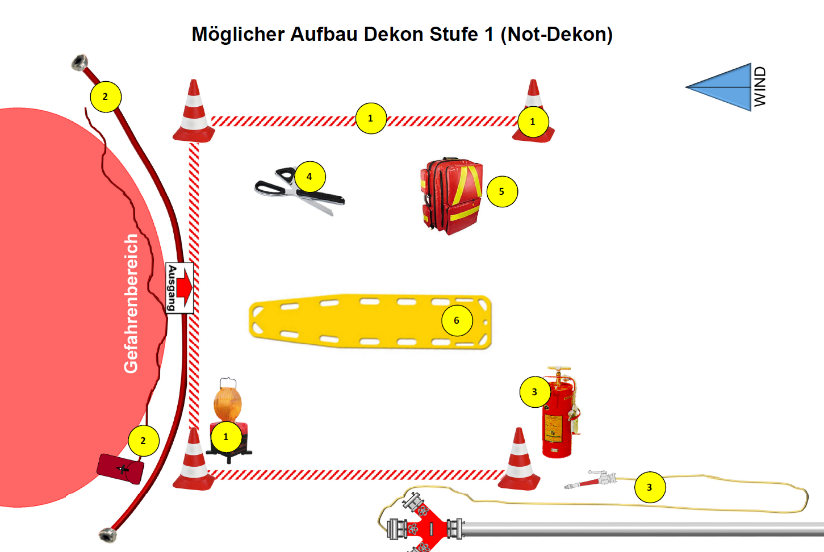 Möglicher Aufbau Dekon Stufe 1 (Not-Dekon)
WIND
2
1
1
4
5
Gefahrenbereich
Ausgang
6
3
1
2
3